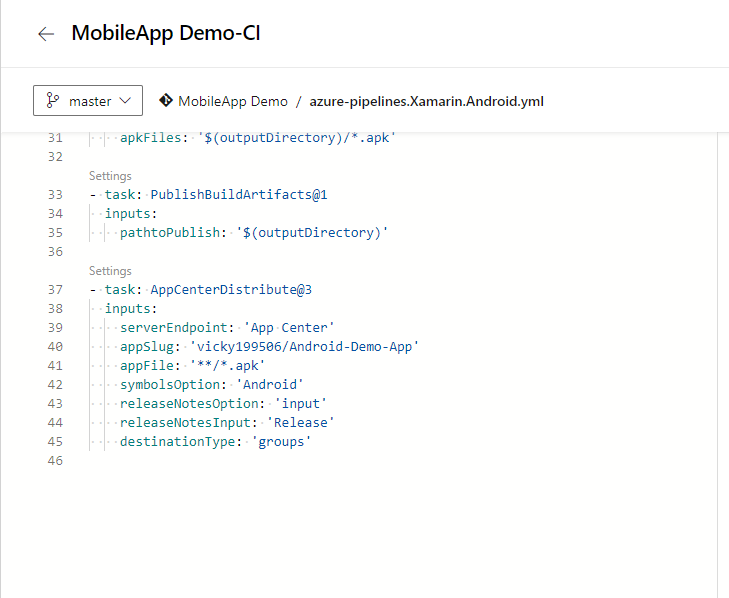 MobileApp Demo-CI
master MobileApp Demo / azure-pipelines.Xamarin.Android.yml
31     apkFiles: '$(outputDirectory)/*.apk'
32
Settings
33 - task: PublishBuildArtifacts@1
34   inputs:
35     pathtoPublish: '$(outputDirectory)'
36
Settings
37 - task: AppCenterDistribute@3
38   inputs:
39     serverEndpoint: 'App Center'
40     appSlug: 'vicky199506/Android-Demo-App'
41     appFile: '**/*.apk'
42     symbolsOption: 'Android'
43     releaseNotesOption: 'input'
44     releaseNotesInput: 'Release'
45     destinationType: 'groups'
46